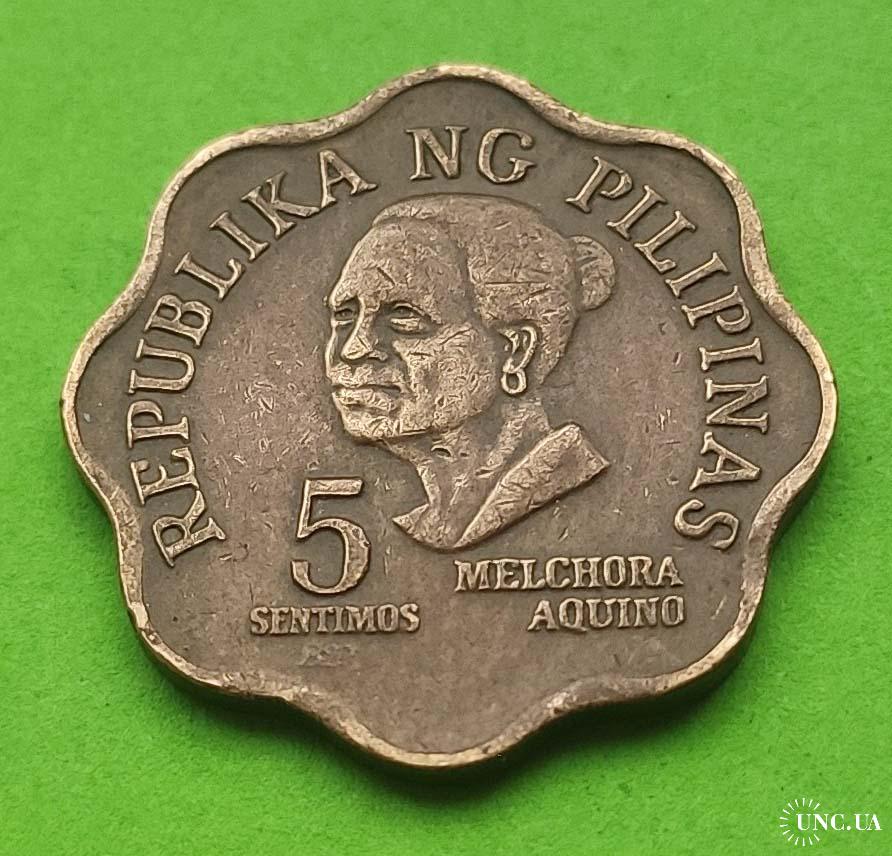 REPUBLIKA NG PILIPINAS
5
SENTIMOS
MELCHORA
AQUINO
UNC.UA